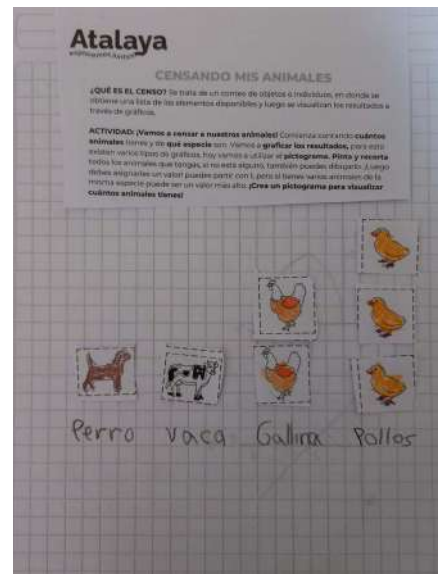 Atalaya
exploremos juntos
CENSANDO MIS ANIMALES
¿QUÉ ES EL CENSO? Se trata de un conteo de objetos o individuos, en donde se
obtiene una lista de los elementos disponibles y luego se visualizan los resultados a
través de gráficos.
ACTIVIDAD: ¡Vamos a censar a nuestros animales! Comienza contando cuántos
animales tienes y de qué especie son. Vamos a graficar los resultados, para esto
existen varios tipos de gráficos, hoy vamos a utilizar el pictograma. Pinta y recorta
todos los animales que tengas, si no está alguno, también puedes dibujarlo. ¡Luego
debes asignarles un valor! puedes partir con 1, pero si tienes varios animales de la
misma especie puede ser un valor más alto. ¡Crea un pictograma para visualizar
cuántos animales tienes!
Perro Vaca Gallina Pollos